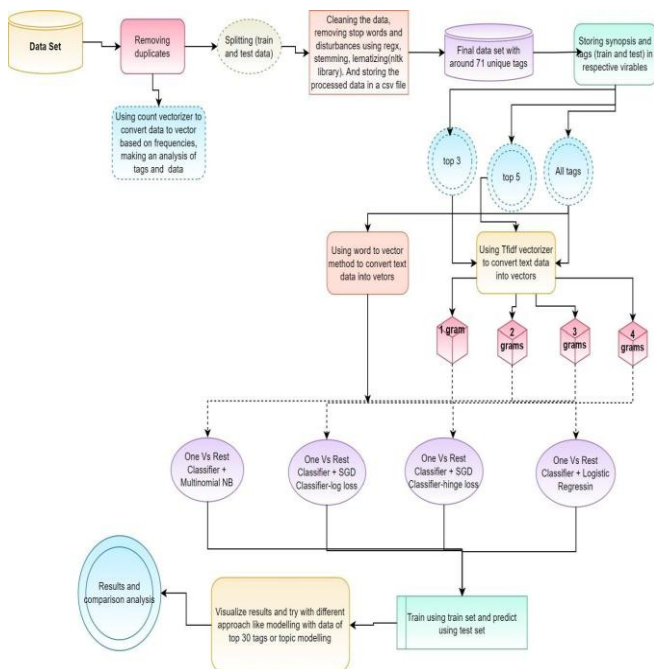 Data Set
Removing
duplicates
Splitting (train
and test data)
Cleaning the data,
removing stop words and
disturbances using regx,
stemming, lematizing(nltk
library). And storing the
processed data in a csv file
Final data set with
around 71 unique tags
Storing synopsis and
tags (train and test) in
respective virables
Using count vectorizer to
convert data to vector
based on frequencies,
making an analysis of
tags and data
top 3
top 5
All tags
Using word to vector
method to convert text
data into vetors
Using Tfidf vectorizer
to convert text data
into vectors
1 gram
2
grams
3
grams
4
grams
One Vs Rest
Classifier +
Multinomial NB
One Vs Rest
Classifier + SGD
Classifier-log loss
One Vs Rest
Classifier + SGD
Classifier-hinge loss
One Vs Rest
Classifier + Logistic
Regressin
Results and
comparison analysis
Visualize results and try with different
approach like modelling with data of
top 30 tags or topic modelling
Train using train set and predict
using test set